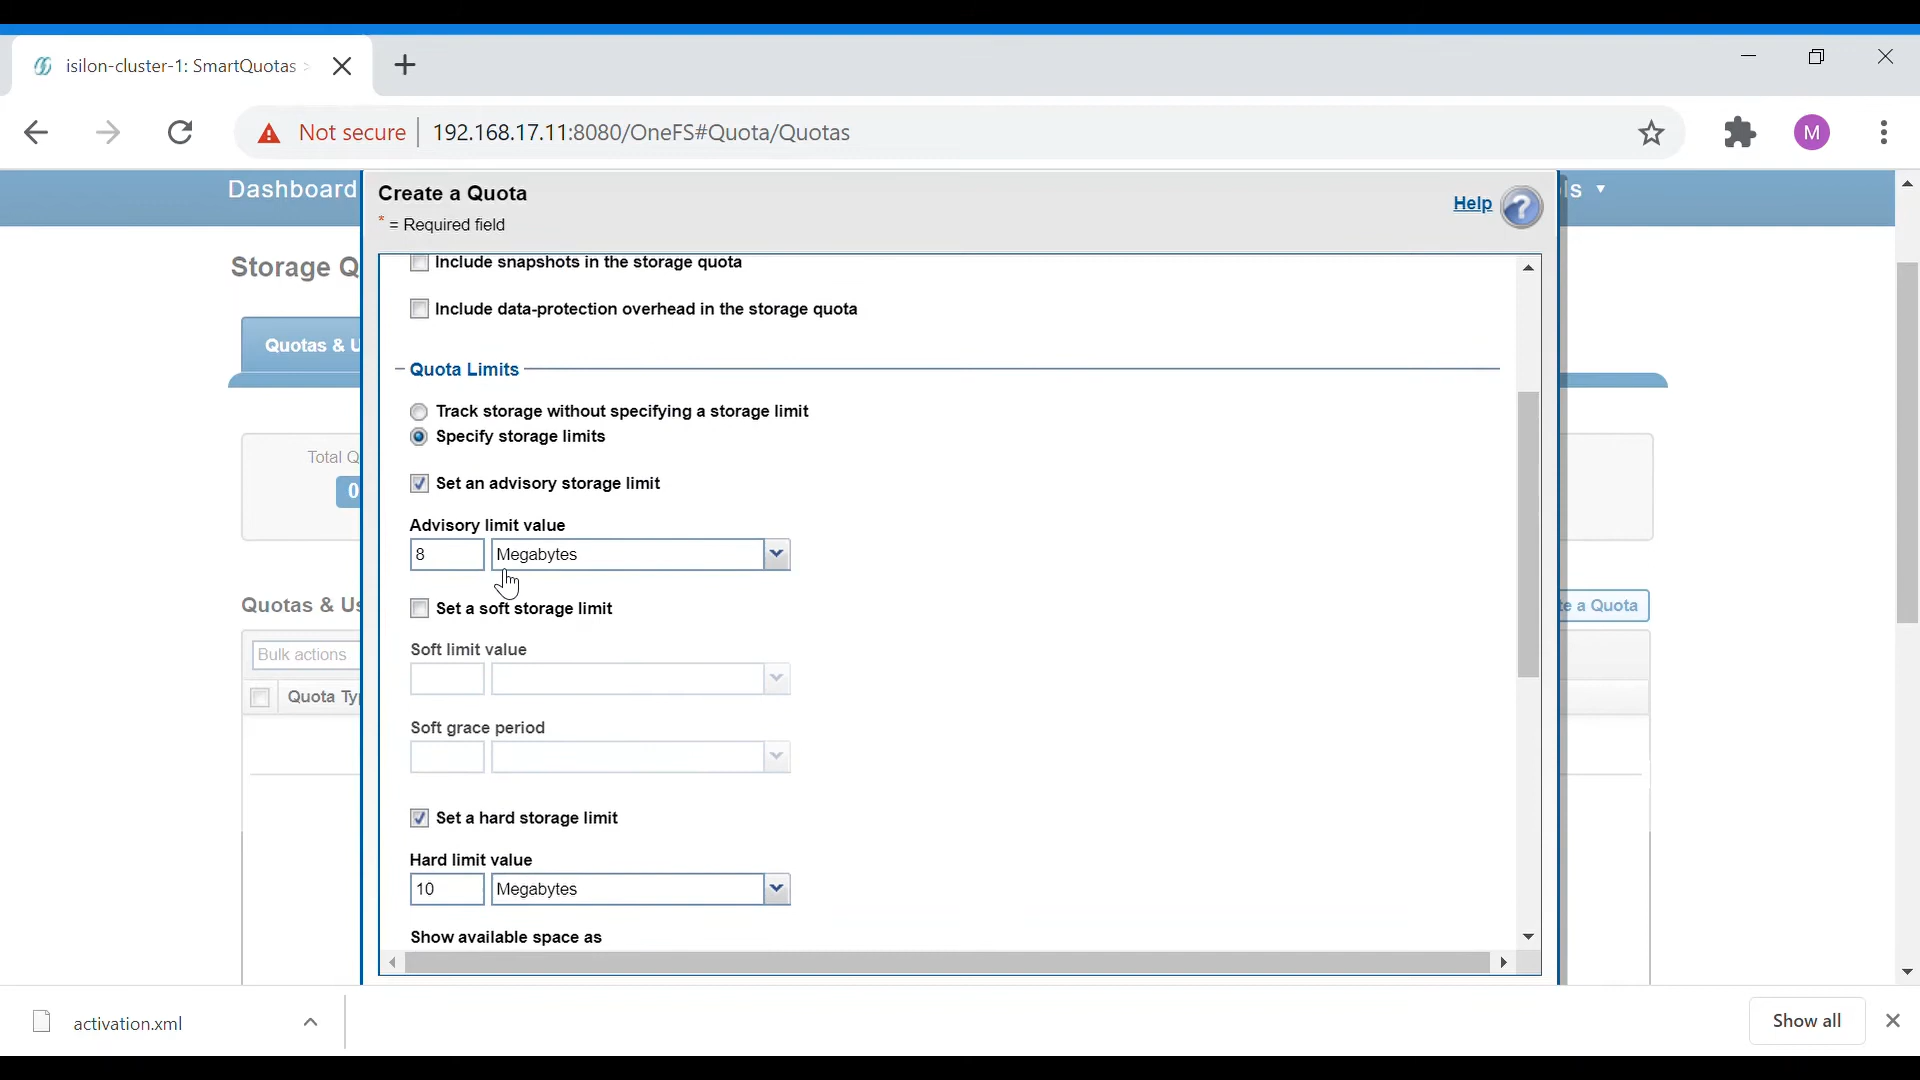 isilon-cluster-1: SmartQuotas >
Not secure
192.168.17.11:8080/OneFS#Quota/Quotas
M
Dashboard
ls
Create a Quota
* = Required field
Help
?
Storage Q
Include snapshots in the storage quota
Include data-protection overhead in the storage quota
Quotas & U
Quota Limits
Track storage without specifying a storage limit
Specify storage limits
Total Q
0
Set an advisory storage limit
Advisory limit value
8 Megabytes
Quotas & Us
Set a soft storage limit
te a Quota
Bulk actions
Soft limit value
Quota Typ
Soft grace period
Set a hard storage limit
Hard limit value
10 Megabytes
Show available space as
activation.xml
Show all